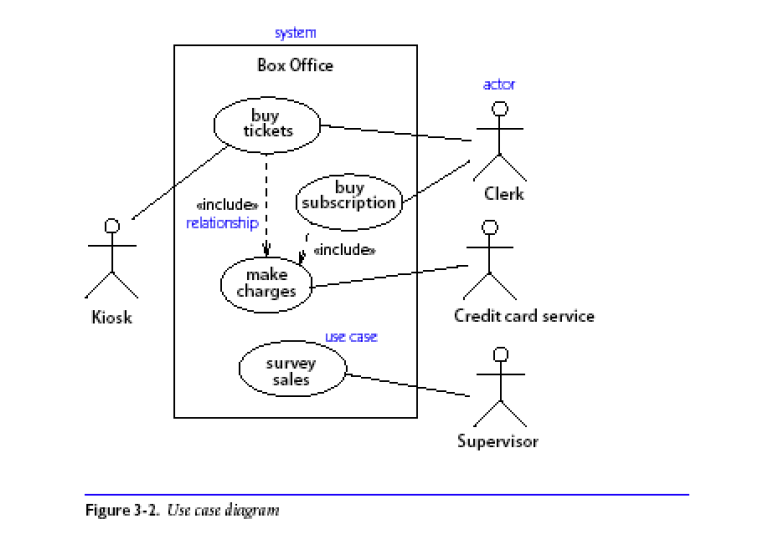 system
Box Office
actor
buy
tickets
Clerk
buy
subscription
«include»
relationship
«include»
make
charges
Kiosk
Credit card service
use case
survey
sales
Supervisor
Figure 3-2. Use case diagram